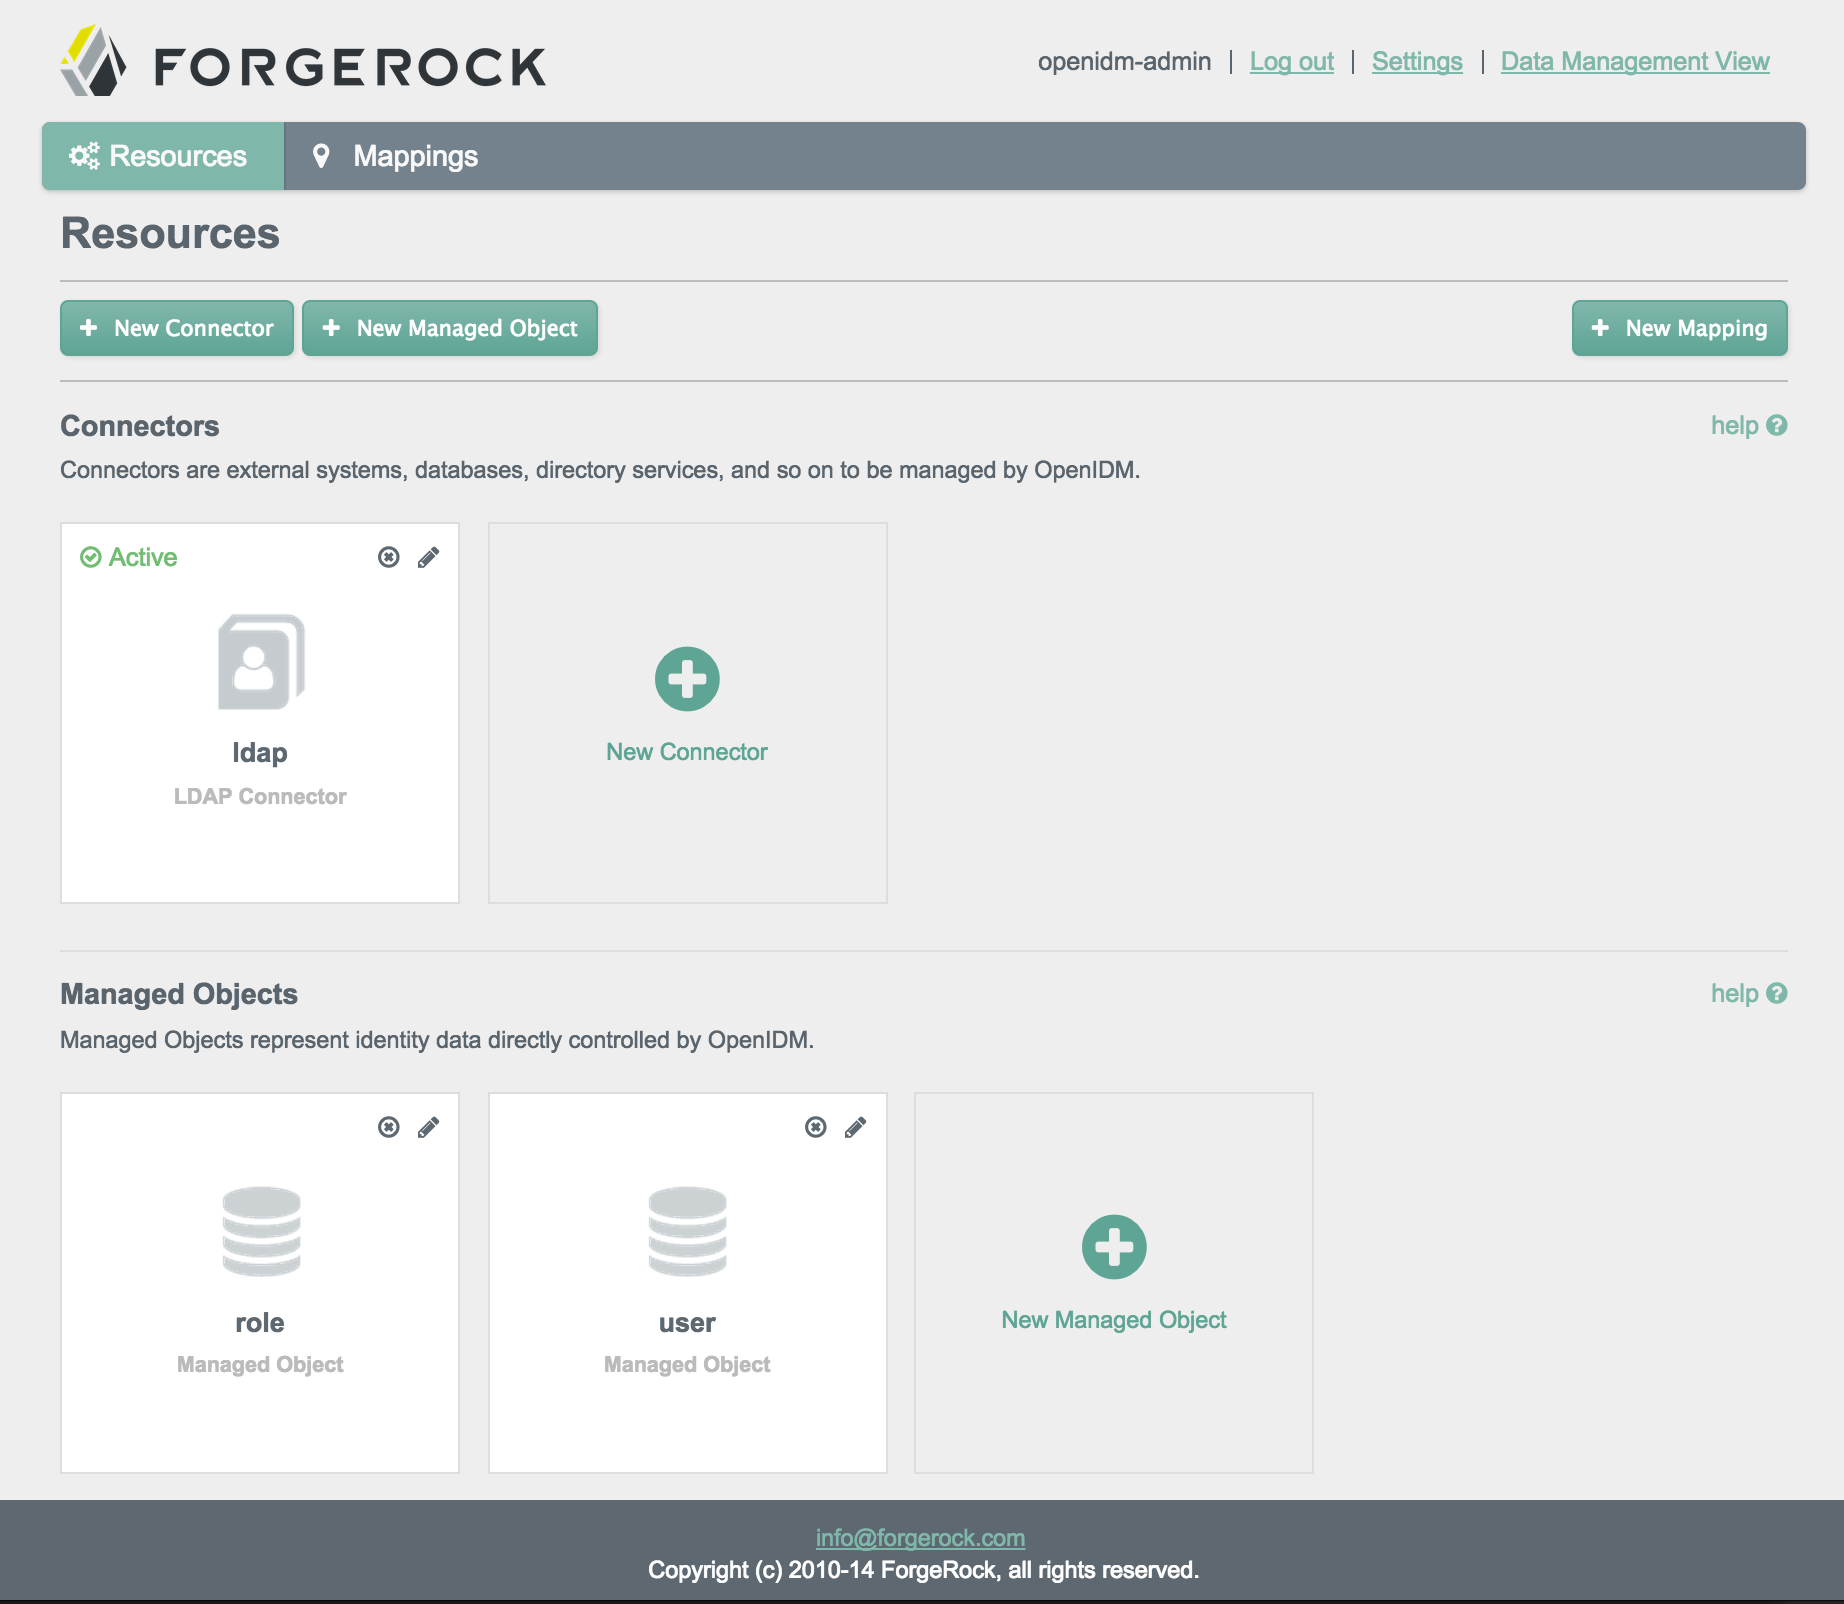 FORGEROCK
openidm-admin | Log out | Settings | Data Management View
Resources
Mappings
Resources
New Connector
New Managed Object
New Mapping
Connectors
help
Connectors are external systems, databases, directory services, and so on to be managed by OpenIDM.
Active
ldap
LDAP Connector
New Connector
Managed Objects
help
Managed Objects represent identity data directly controlled by OpenIDM.
role
Managed Object
user
Managed Object
New Managed Object
info@forgerock.com
Copyright (c) 2010-14 ForgeRock, all rights reserved.